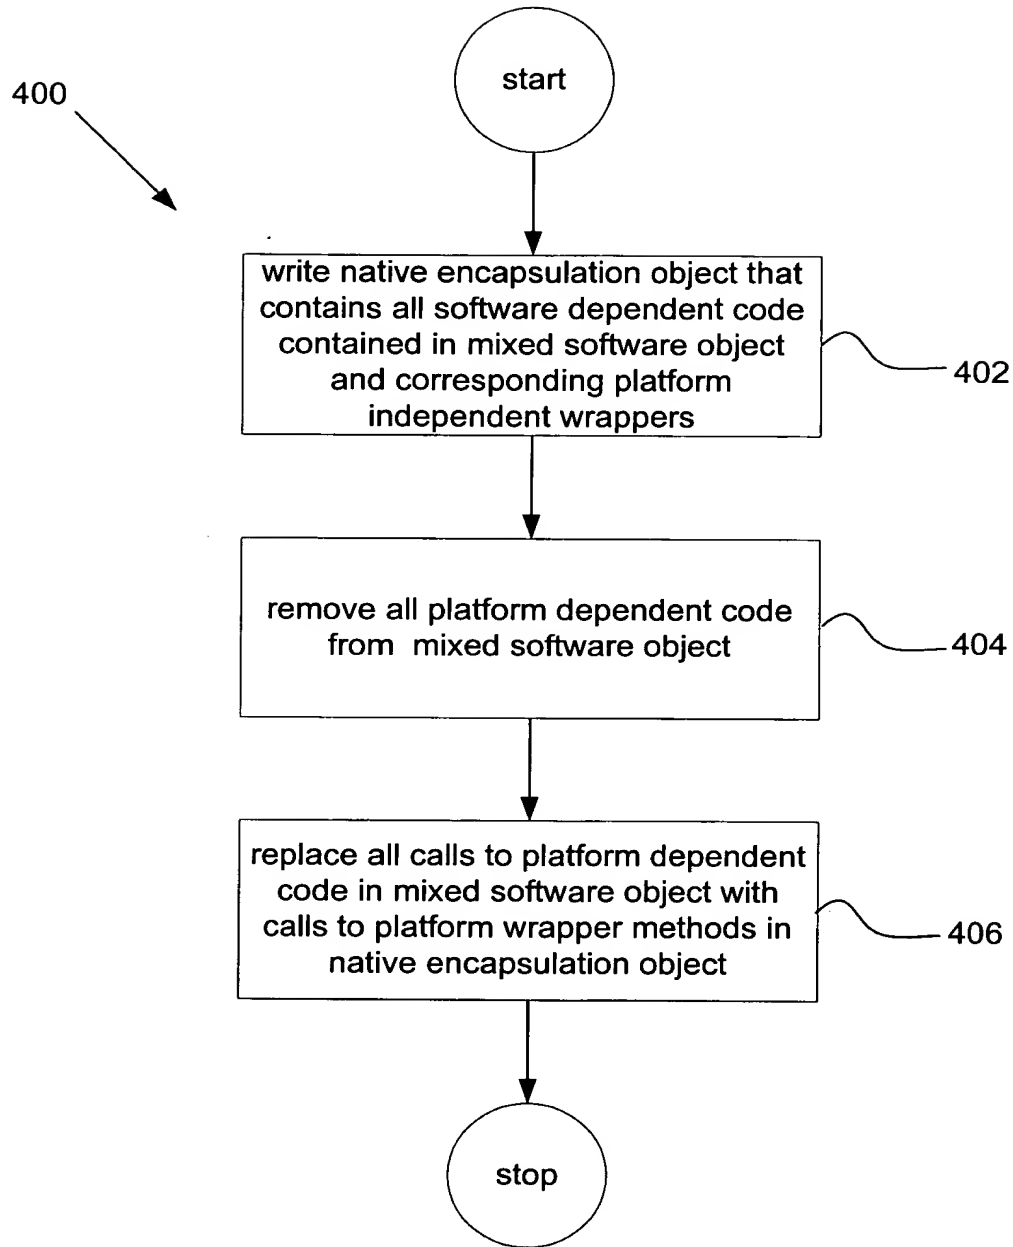 start
400
write native encapsulation object that
contains all software dependent code
contained in mixed software object
and corresponding platform
independent wrappers
402
remove all platform dependent code
from mixed software object
404
replace all calls to platform dependent
code in mixed software object with
calls to platform wrapper methods in
native encapsulation object
406
stop